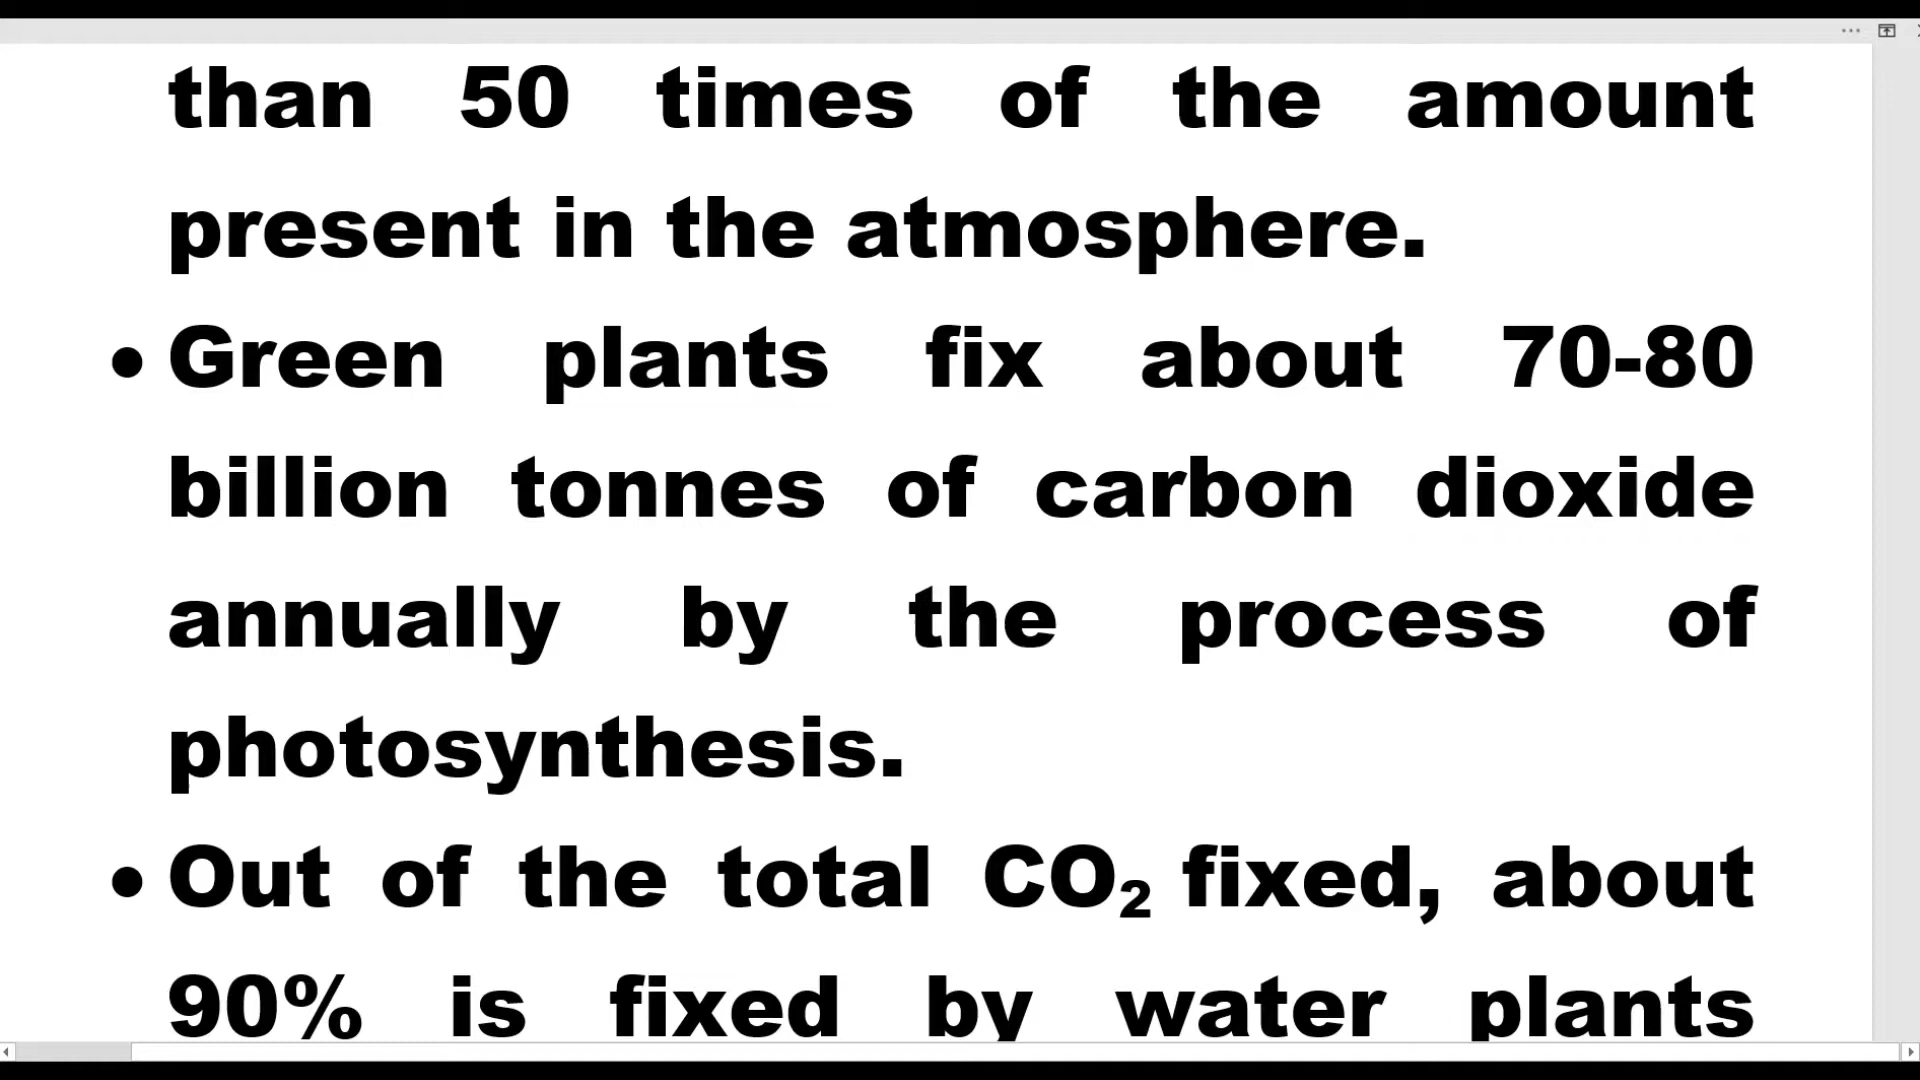 than 50 times of the amount
present in the atmosphere.
• Green plants fix about 70-80
billion tonnes of carbon dioxide
annually by the process of
photosynthesis.
• Out of the total CO₂ fixed, about
90% is fixed by water plants